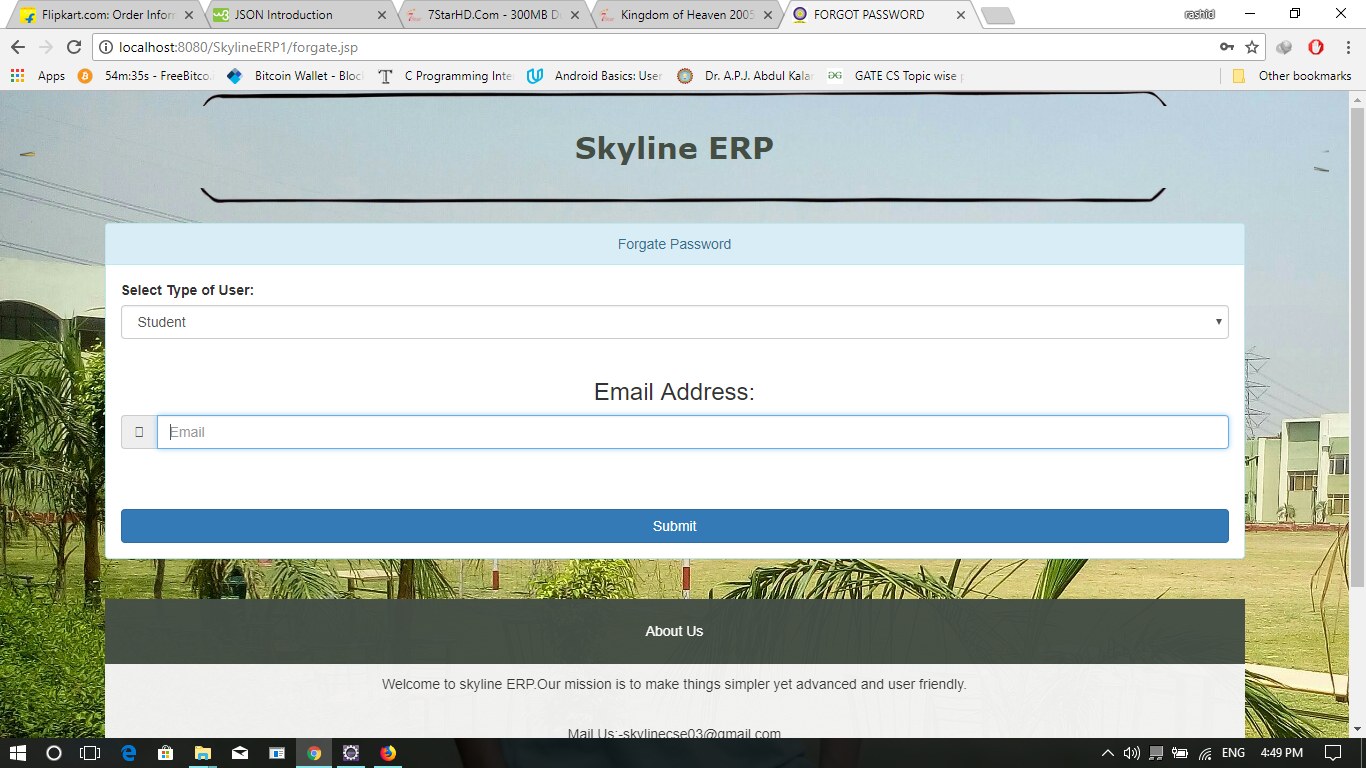 Flipkart.com: Order Inforr
JSON Introduction
7StarHD.Com - 300MB D
Kingdom of Heaven 2005
FORGOT PASSWORD
rashid
localhost:8080/SkylineERP1/forgate.jsp
Apps
54m:35s - FreeBitco.
Bitcoin Wallet - Bloc
C Programming Inte
Android Basics: User
Dr. A.P.J. Abdul Kala
GATE CS Topic wise
Other bookmarks
Skyline ERP
Forgate Password
Select Type of User:
Student
Email Address:
Email
Submit
About Us
Welcome to skyline ERP.Our mission is to make things simpler yet advanced and user friendly.
Mail Us:-skylinecse03@gmail.com
ENG
4:49 PM